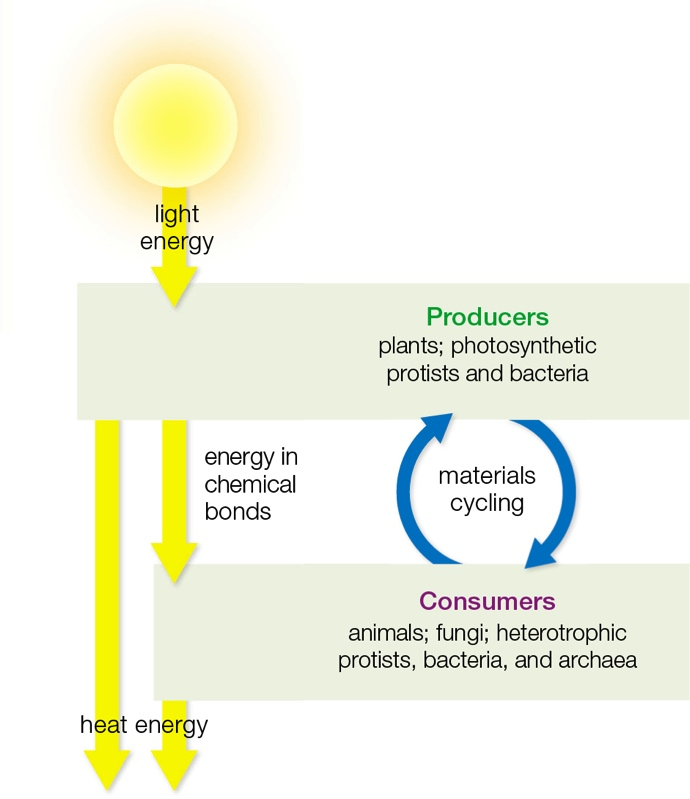 light
energy
Producers
plants; photosynthetic
protists and bacteria
energy in
chemical
bonds
materials
cycling
Consumers
animals; fungi; heterotrophic
protists, bacteria, and archaea
heat energy